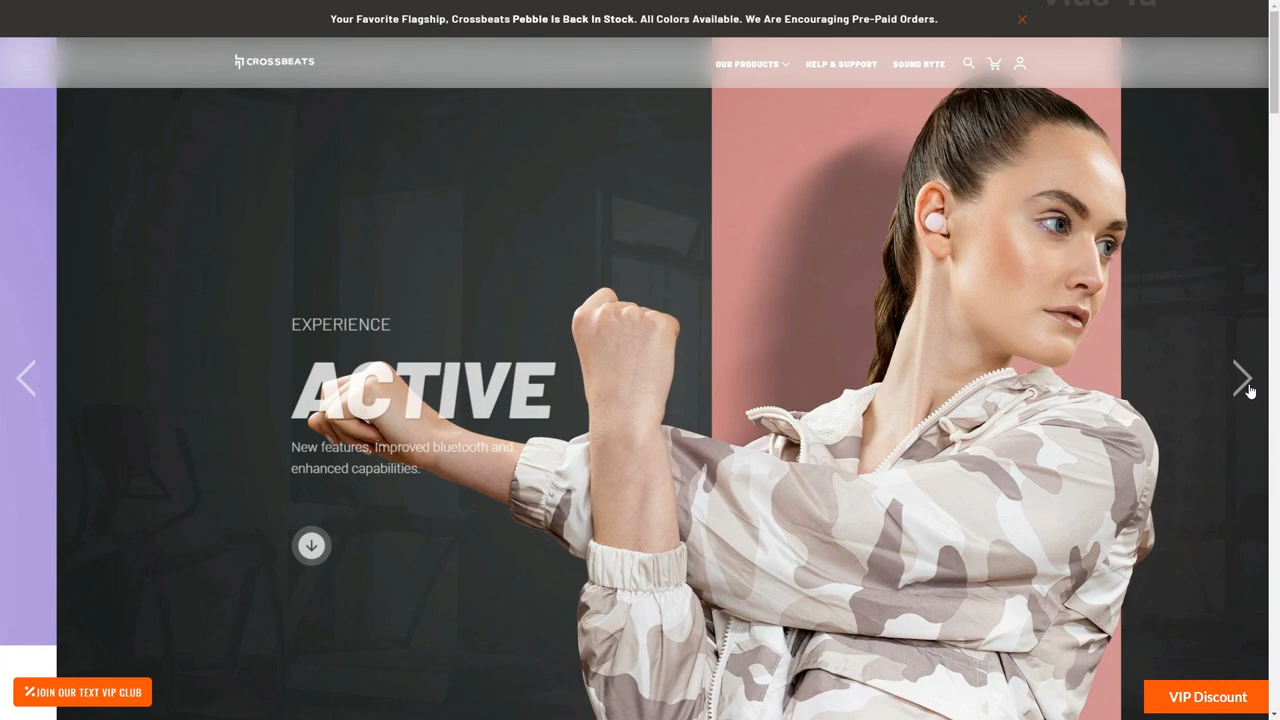 Your Favorite Flagship, Crossbeats Pebble Is Back In Stock. All Colors Available. We Are Encouraging Pre-Paid Orders.
CROSSBEATS
OUR PRODUCTS
HELP & SUPPORT
SOUND BYTE
EXPERIENCE
ACTIVE
New features, Improved bluetooth and
enhanced capabilities.
JOIN OUR TEXT VIP CLUB
VIP Discount